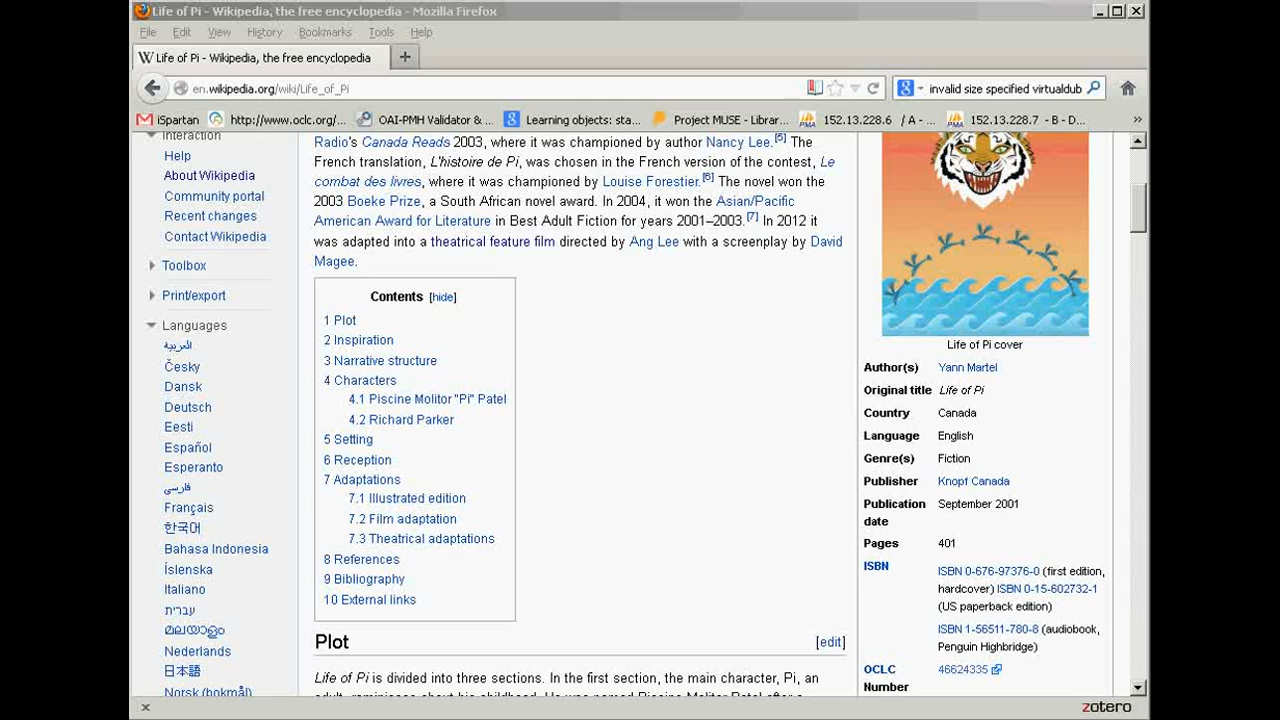 Life of Pi - Wikipedia, the free encyclopedia - Mozilla Firefox
File Edit View History Bookmarks Tools Help
Life of Pi - Wikipedia, the free encyclopedia
en.wikipedia.org/wiki/Life_of_Pi
invalid size specified virtualdub
iSpartan http://www.oclc.org/... OAI-PMH Validator & ... Learning objects: sta... Project MUSE - Librar... 152.13.228.6 / A - ... 152.13.228.7 - B - D...
Interaction
Help
About Wikipedia
Community portal
Recent changes
Contact Wikipedia
Toolbox
Print/export
Languages
العربية
Česky
Dansk
Deutsch
Eesti
Español
Esperanto
فارسی
Français
한국어
Bahasa Indonesia
Íslenska
Italiano
עברית
മലയാളം
Nederlands
日本語
Norsk (bokmål)
Radio's Canada Reads 2003, where it was championed by author Nancy Lee.[5] The
French translation, L'histoire de Pi, was chosen in the French version of the contest, Le
combat des livres, where it was championed by Louise Forestier.[6] The novel won the
2003 Boeke Prize, a South African novel award. In 2004, it won the Asian/Pacific
American Award for Literature in Best Adult Fiction for years 2001–2003.[7] In 2012 it
was adapted into a theatrical feature film directed by Ang Lee with a screenplay by David
Magee.
Contents [hide]
1 Plot
2 Inspiration
3 Narrative structure
4 Characters
4.1 Piscine Molitor "Pi" Patel
4.2 Richard Parker
5 Setting
6 Reception
7 Adaptations
7.1 Illustrated edition
7.2 Film adaptation
7.3 Theatrical adaptations
8 References
9 Bibliography
10 External links
Plot [edit]
Life of Pi is divided into three sections. In the first section, the main character, Pi, an
adult, reminisces about his childhood. He was named Piscine Molitor Patel after a
Life of Pi cover
Author(s) Yann Martel
Original title Life of Pi
Country Canada
Language English
Genre(s) Fiction
Publisher Knopf Canada
Publication September 2001
date
Pages 401
ISBN ISBN 0-676-97376-0 (first edition,
hardcover) ISBN 0-15-602732-1
(US paperback edition)
ISBN 1-56511-780-8 (audiobook,
Penguin Highbridge)
OCLC 46624335
Number
zotero